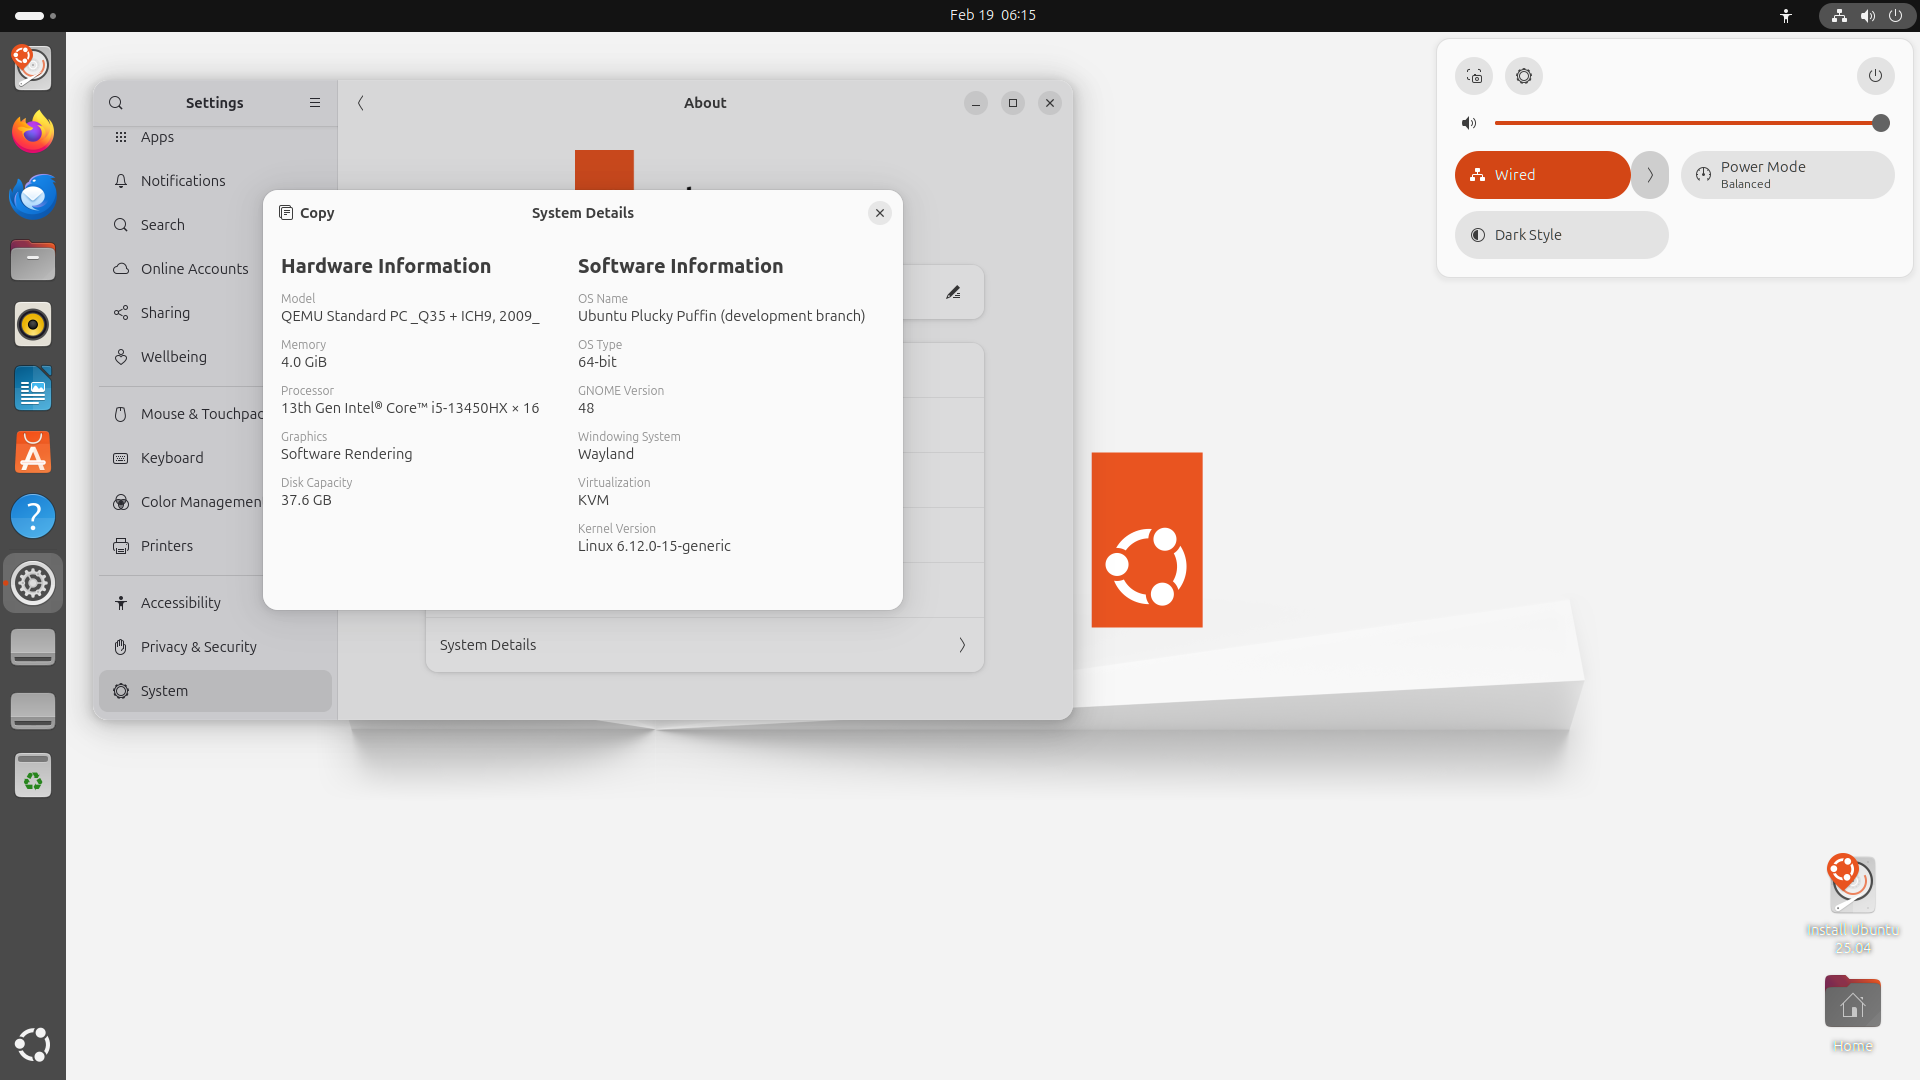 Feb 19 06:15
Settings
About
Apps
Notifications
Search
Online Accounts
Sharing
Wellbeing
Mouse & Touchpad
Keyboard
Color Managemen
Printers
Accessibility
Privacy & Security
System
Copy
System Details
Hardware Information
Model
QEMU Standard PC _Q35 + ICH9, 2009_
Memory
4.0 GiB
Processor
13th Gen Intel® Core™ i5-13450HX × 16
Graphics
Software Rendering
Disk Capacity
37.6 GB
Software Information
OS Name
Ubuntu Plucky Puffin (development branch)
OS Type
64-bit
GNOME Version
48
Windowing System
Wayland
Virtualization
KVM
Kernel Version
Linux 6.12.0-15-generic
System Details
Wired
Power Mode
Balanced
Dark Style
Install Ubuntu
25.04
Home